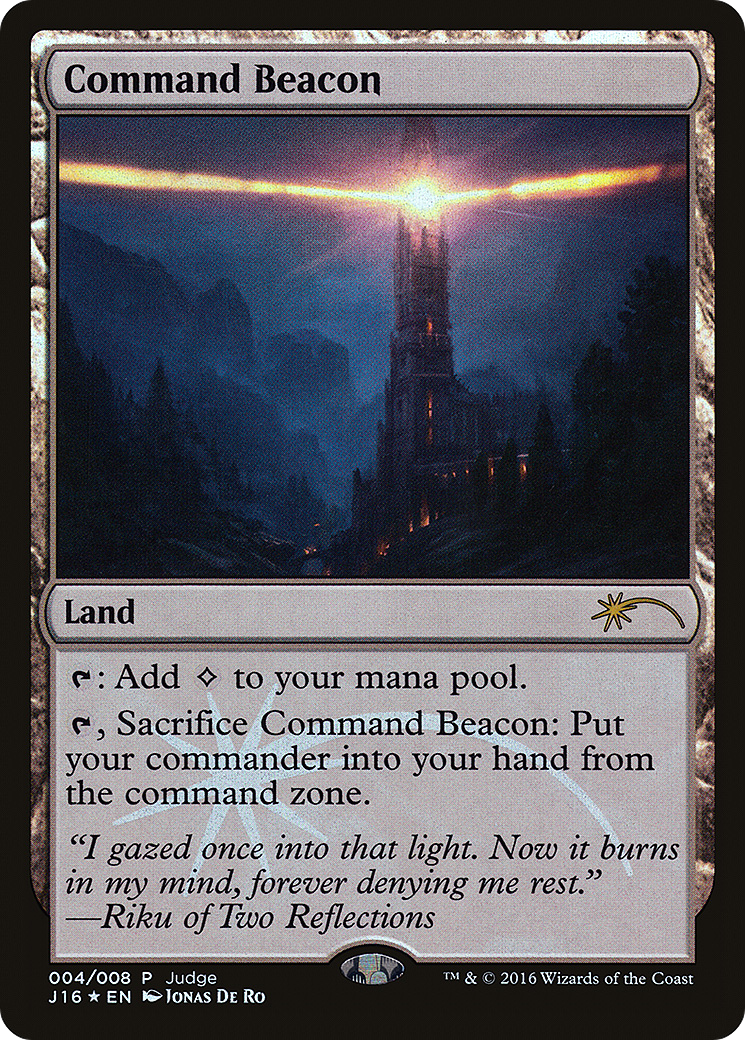 Command Beacon
Land
: Add to your mana pool.
, Sacrifice Command Beacon: Put
your commander into your hand from
the command zone.
“I gazed once into that light. Now it burns
in my mind, forever denying me rest.”
—Riku of Two Reflections
004/008 P Judge
™ & © 2016 Wizards of the Coast
J16 ★ EN Jonas De Ro